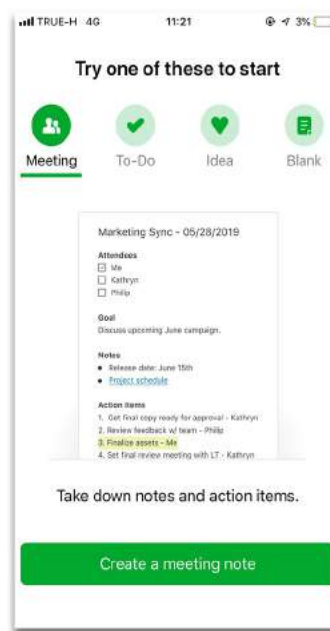 TRUE-H 4G 11:21 3%
Try one of these to start
Meeting To-Do Idea Blank
Marketing Sync - 05/28/2019
Attendees
Me
Kathryn
Philip
Goal
Discuss upcoming June campaign.
Notes
Release date: June 15th
Project schedule
Action Items
1. Get final copy ready for approval - Kathryn
2. Review feedback w/ team - Philip
3. Finalize assets - Me
4. Set final review meeting with LT - Kathryn
Take down notes and action items.
Create a meeting note